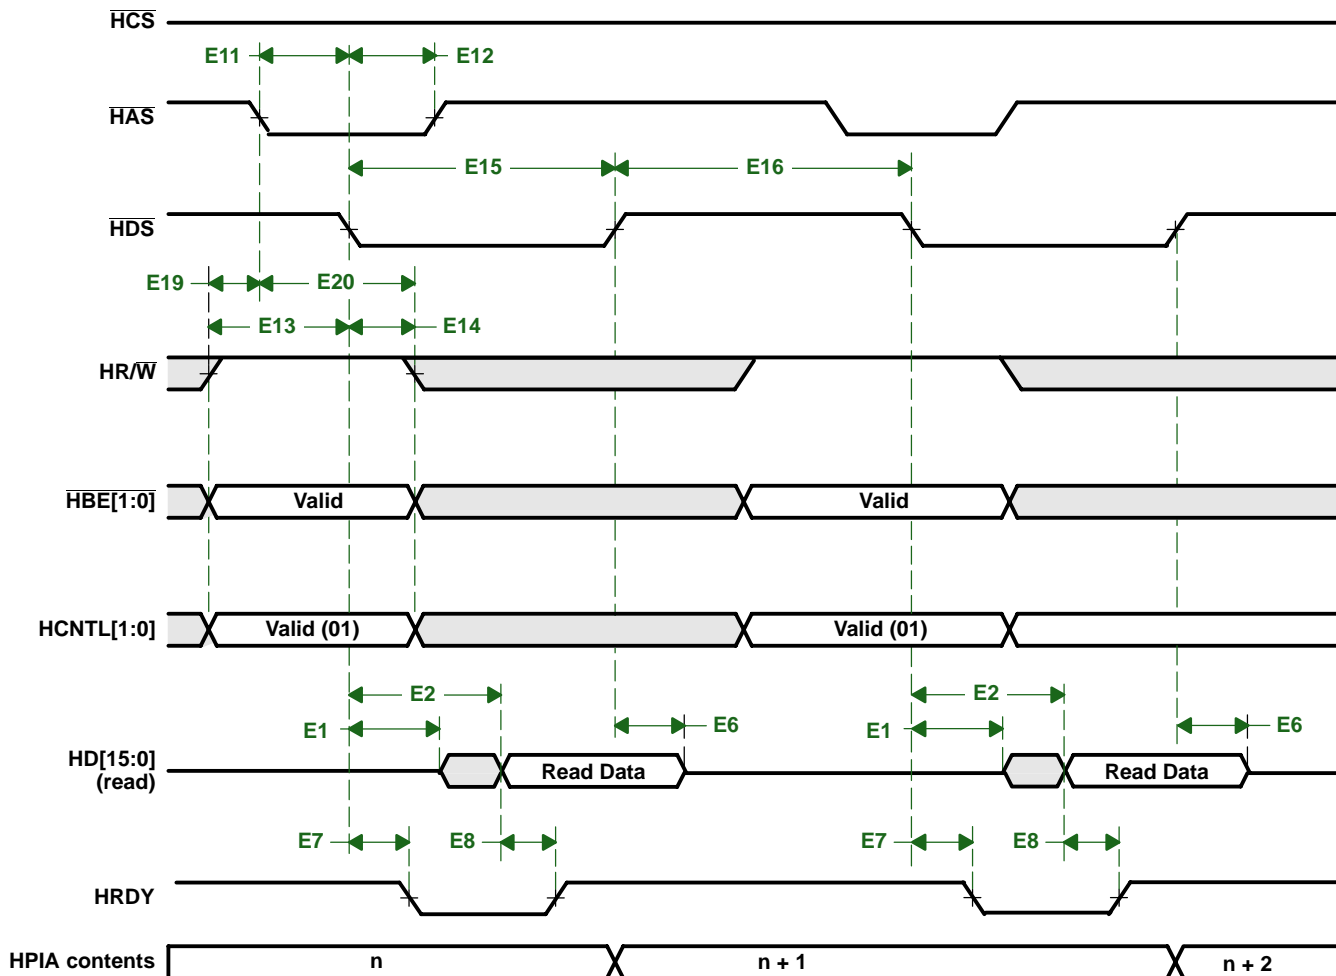 HCS
E11 E12
HAS
E15 E16
HDS
E19 E20
E13 E14
HR/W
HBE[1:0] Valid Valid
HCNTL[1:0] Valid (01) Valid (01)
E2 E2
E1 E6 E1 E6
HD[15:0] Read Data Read Data
(read)
E7 E8 E7 E8
HRDY
HPIA contents n n + 1 n + 2